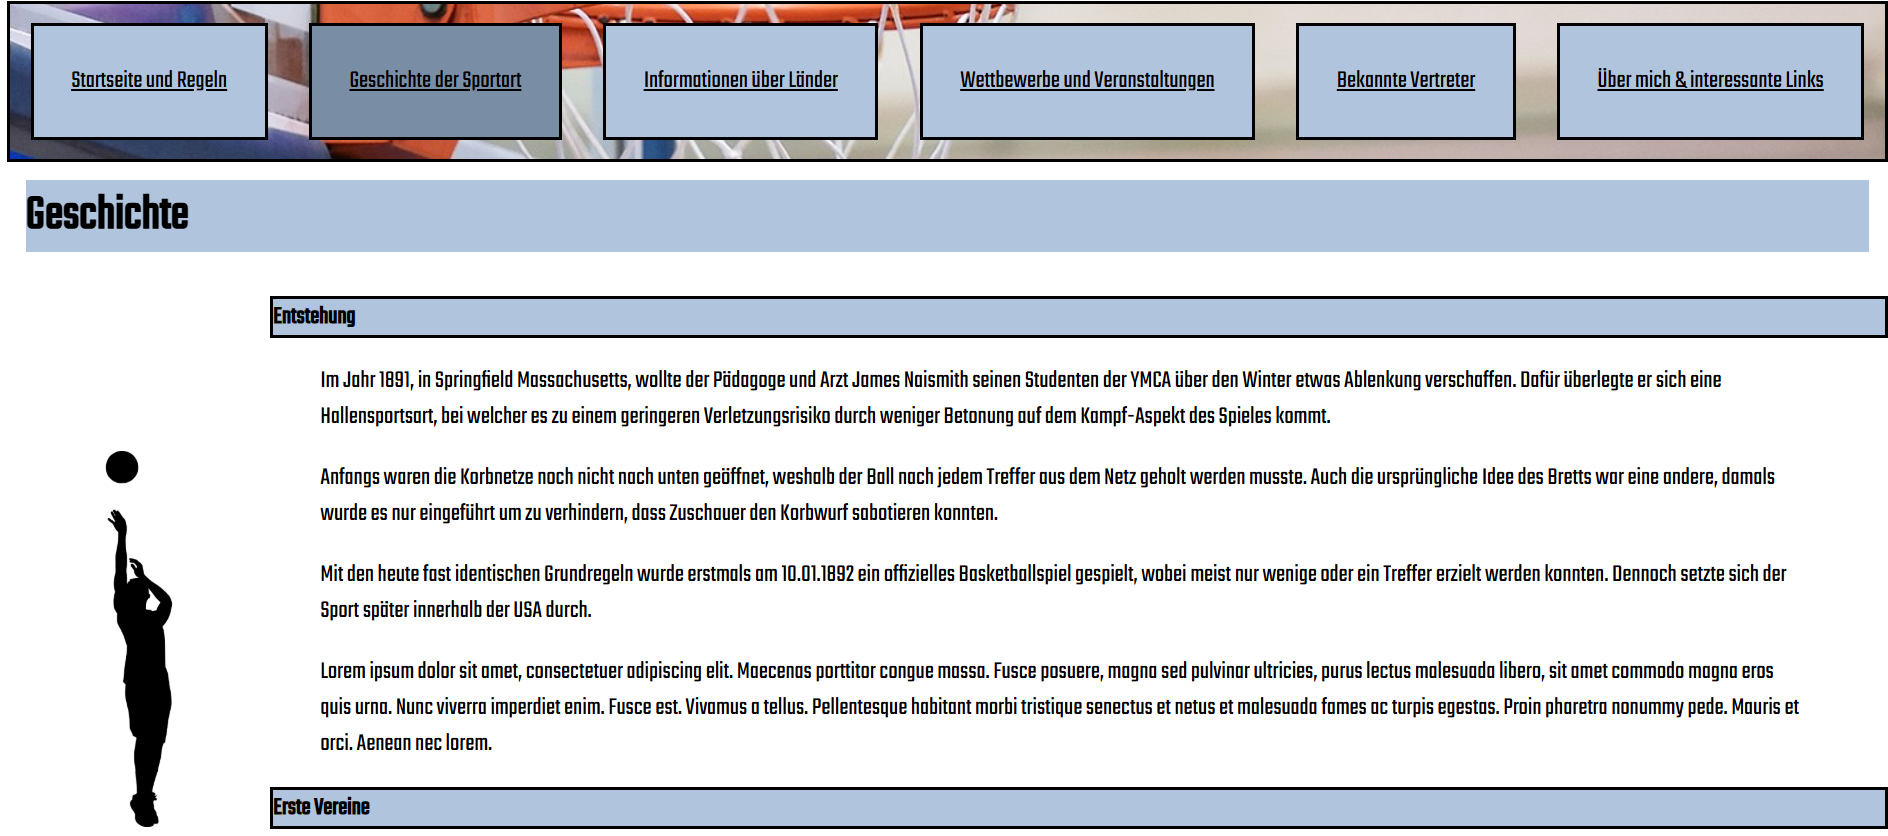 Startseite und Regeln
Geschichte der Sportart
Informationen über Länder
Wettbewerbe und Veranstaltungen
Bekannte Vertreter
Über mich & interessante Links
Geschichte
Entstehung
Im Jahr 1891, in Springfield Massachusetts, wollte der Pädagoge und Arzt James Naismith seinen Studenten der YMCA über den Winter etwas Ablenkung verschaffen. Dafür überlegte er sich eine
Hallensportsart, bei welcher es zu einem geringeren Verletzungsrisiko durch weniger Betonung auf dem Kampf-Aspekt des Spieles kommt.
Anfangs waren die Korbnetze noch nicht nach unten geöffnet, weshalb der Ball nach jedem Treffer aus dem Netz geholt werden musste. Auch die ursprüngliche Idee des Bretts war eine andere, damals
wurde es nur eingeführt um zu verhindern, dass Zuschauer den Korbwurf sabotieren konnten.
Mit den heute fast identischen Grundregeln wurde erstmals am 10.01.1892 ein offizielles Basketballspiel gespielt, wobei meist nur wenige oder ein Treffer erzielt werden konnten. Dennoch setzte sich der
Sport später innerhalb der USA durch.
Lorem ipsum dolor sit amet, consectetuer adipiscing elit. Maecenas porttitor congue massa. Fusce posuere, magna sed pulvinar ultricies, purus lectus malesuada libero, sit amet commodo magna eros
quis urna. Nunc viverra imperdiet enim. Fusce est. Vivamus a tellus. Pellentesque habitant morbi tristique senectus et netus et malesuada fames ac turpis egestas. Proin pharetra nonummy pede. Mauris et
orci. Aenean nec lorem.
Erste Vereine